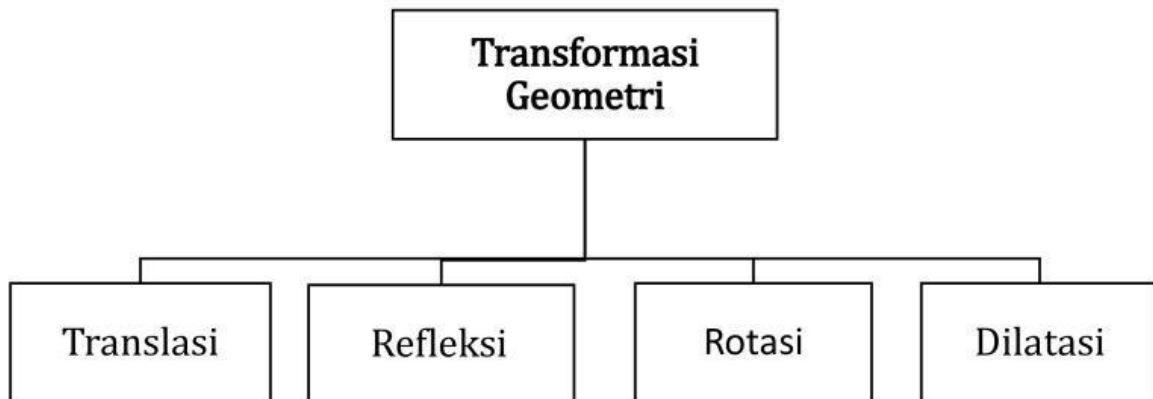 Transformasi
Geometri
Translasi
Refleksi
Rotasi
Dilatasi